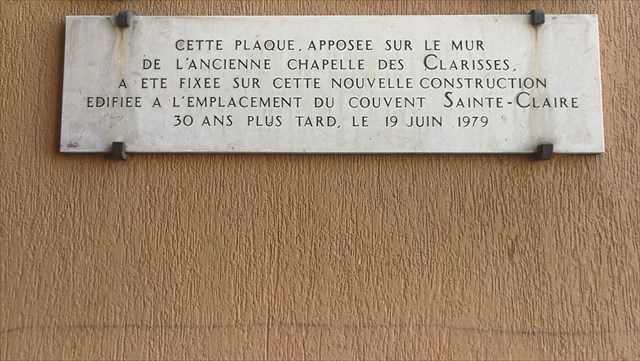 CETTE PLAQUE, APPOSEE SUR LE MUR
DE L'ANCIENNE CHAPELLE DES CLARISSES,
A ETE FIXEE SUR CETTE NOUVELLE CONSTRUCTION
EDIFIEE A L'EMPLACEMENT DU COUVENT SAINTE-CLAIRE
30 ANS PLUS TARD, LE 19 JUIN 1979